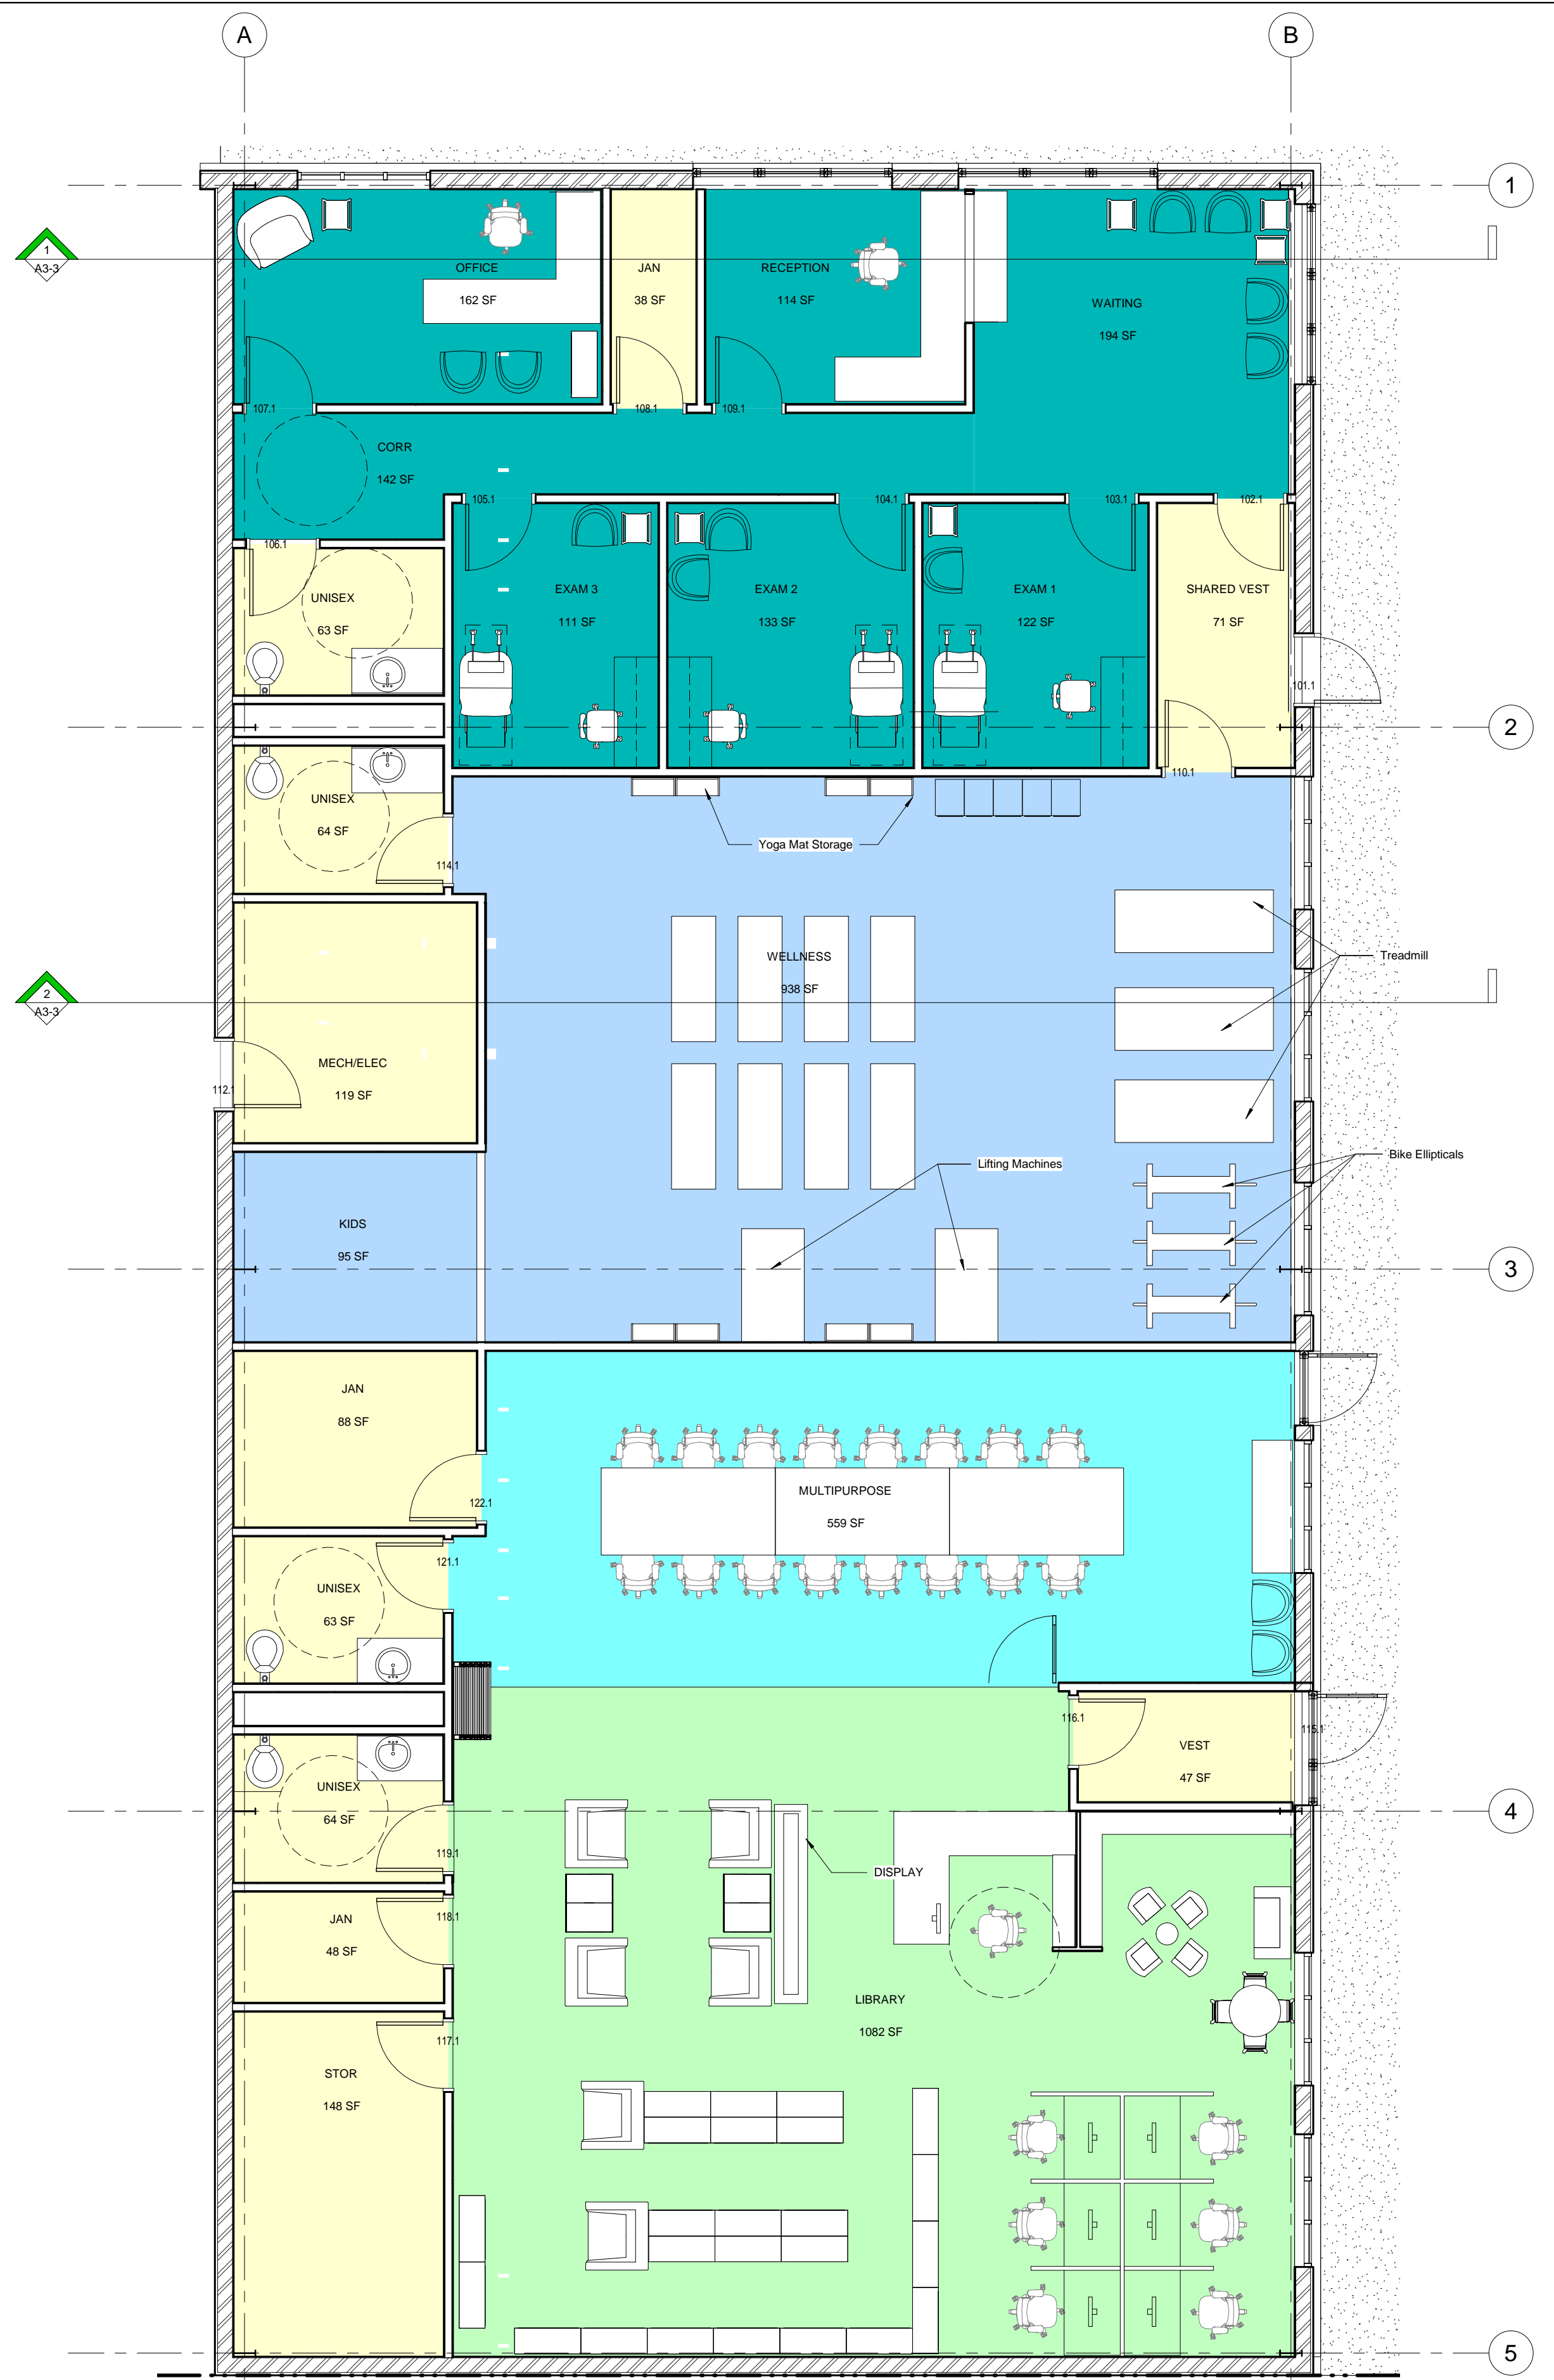 A
B
1
1
A3-3
OFFICE
162 SF
JAN
38 SF
RECEPTION
114 SF
WAITING
194 SF
107.1
108.1
109.1
CORR
142 SF
105.1
104.1
103.1
102.1
106.1
UNISEX
63 SF
EXAM 3
111 SF
EXAM 2
133 SF
EXAM 1
122 SF
SHARED VEST
71 SF
101.1
2
110.1
UNISEX
64 SF
114.1
Yoga Mat Storage
WELLNESS
938 SF
Treadmill
2
A3-3
MECH/ELEC
119 SF
112.1
Lifting Machines
Bike Ellipticals
KIDS
95 SF
3
JAN
88 SF
122.1
MULTIPURPOSE
559 SF
121.1
UNISEX
63 SF
116.1
115.1
VEST
47 SF
UNISEX
64 SF
4
119.1
DISPLAY
118.1
JAN
48 SF
LIBRARY
1082 SF
117.1
STOR
148 SF
5